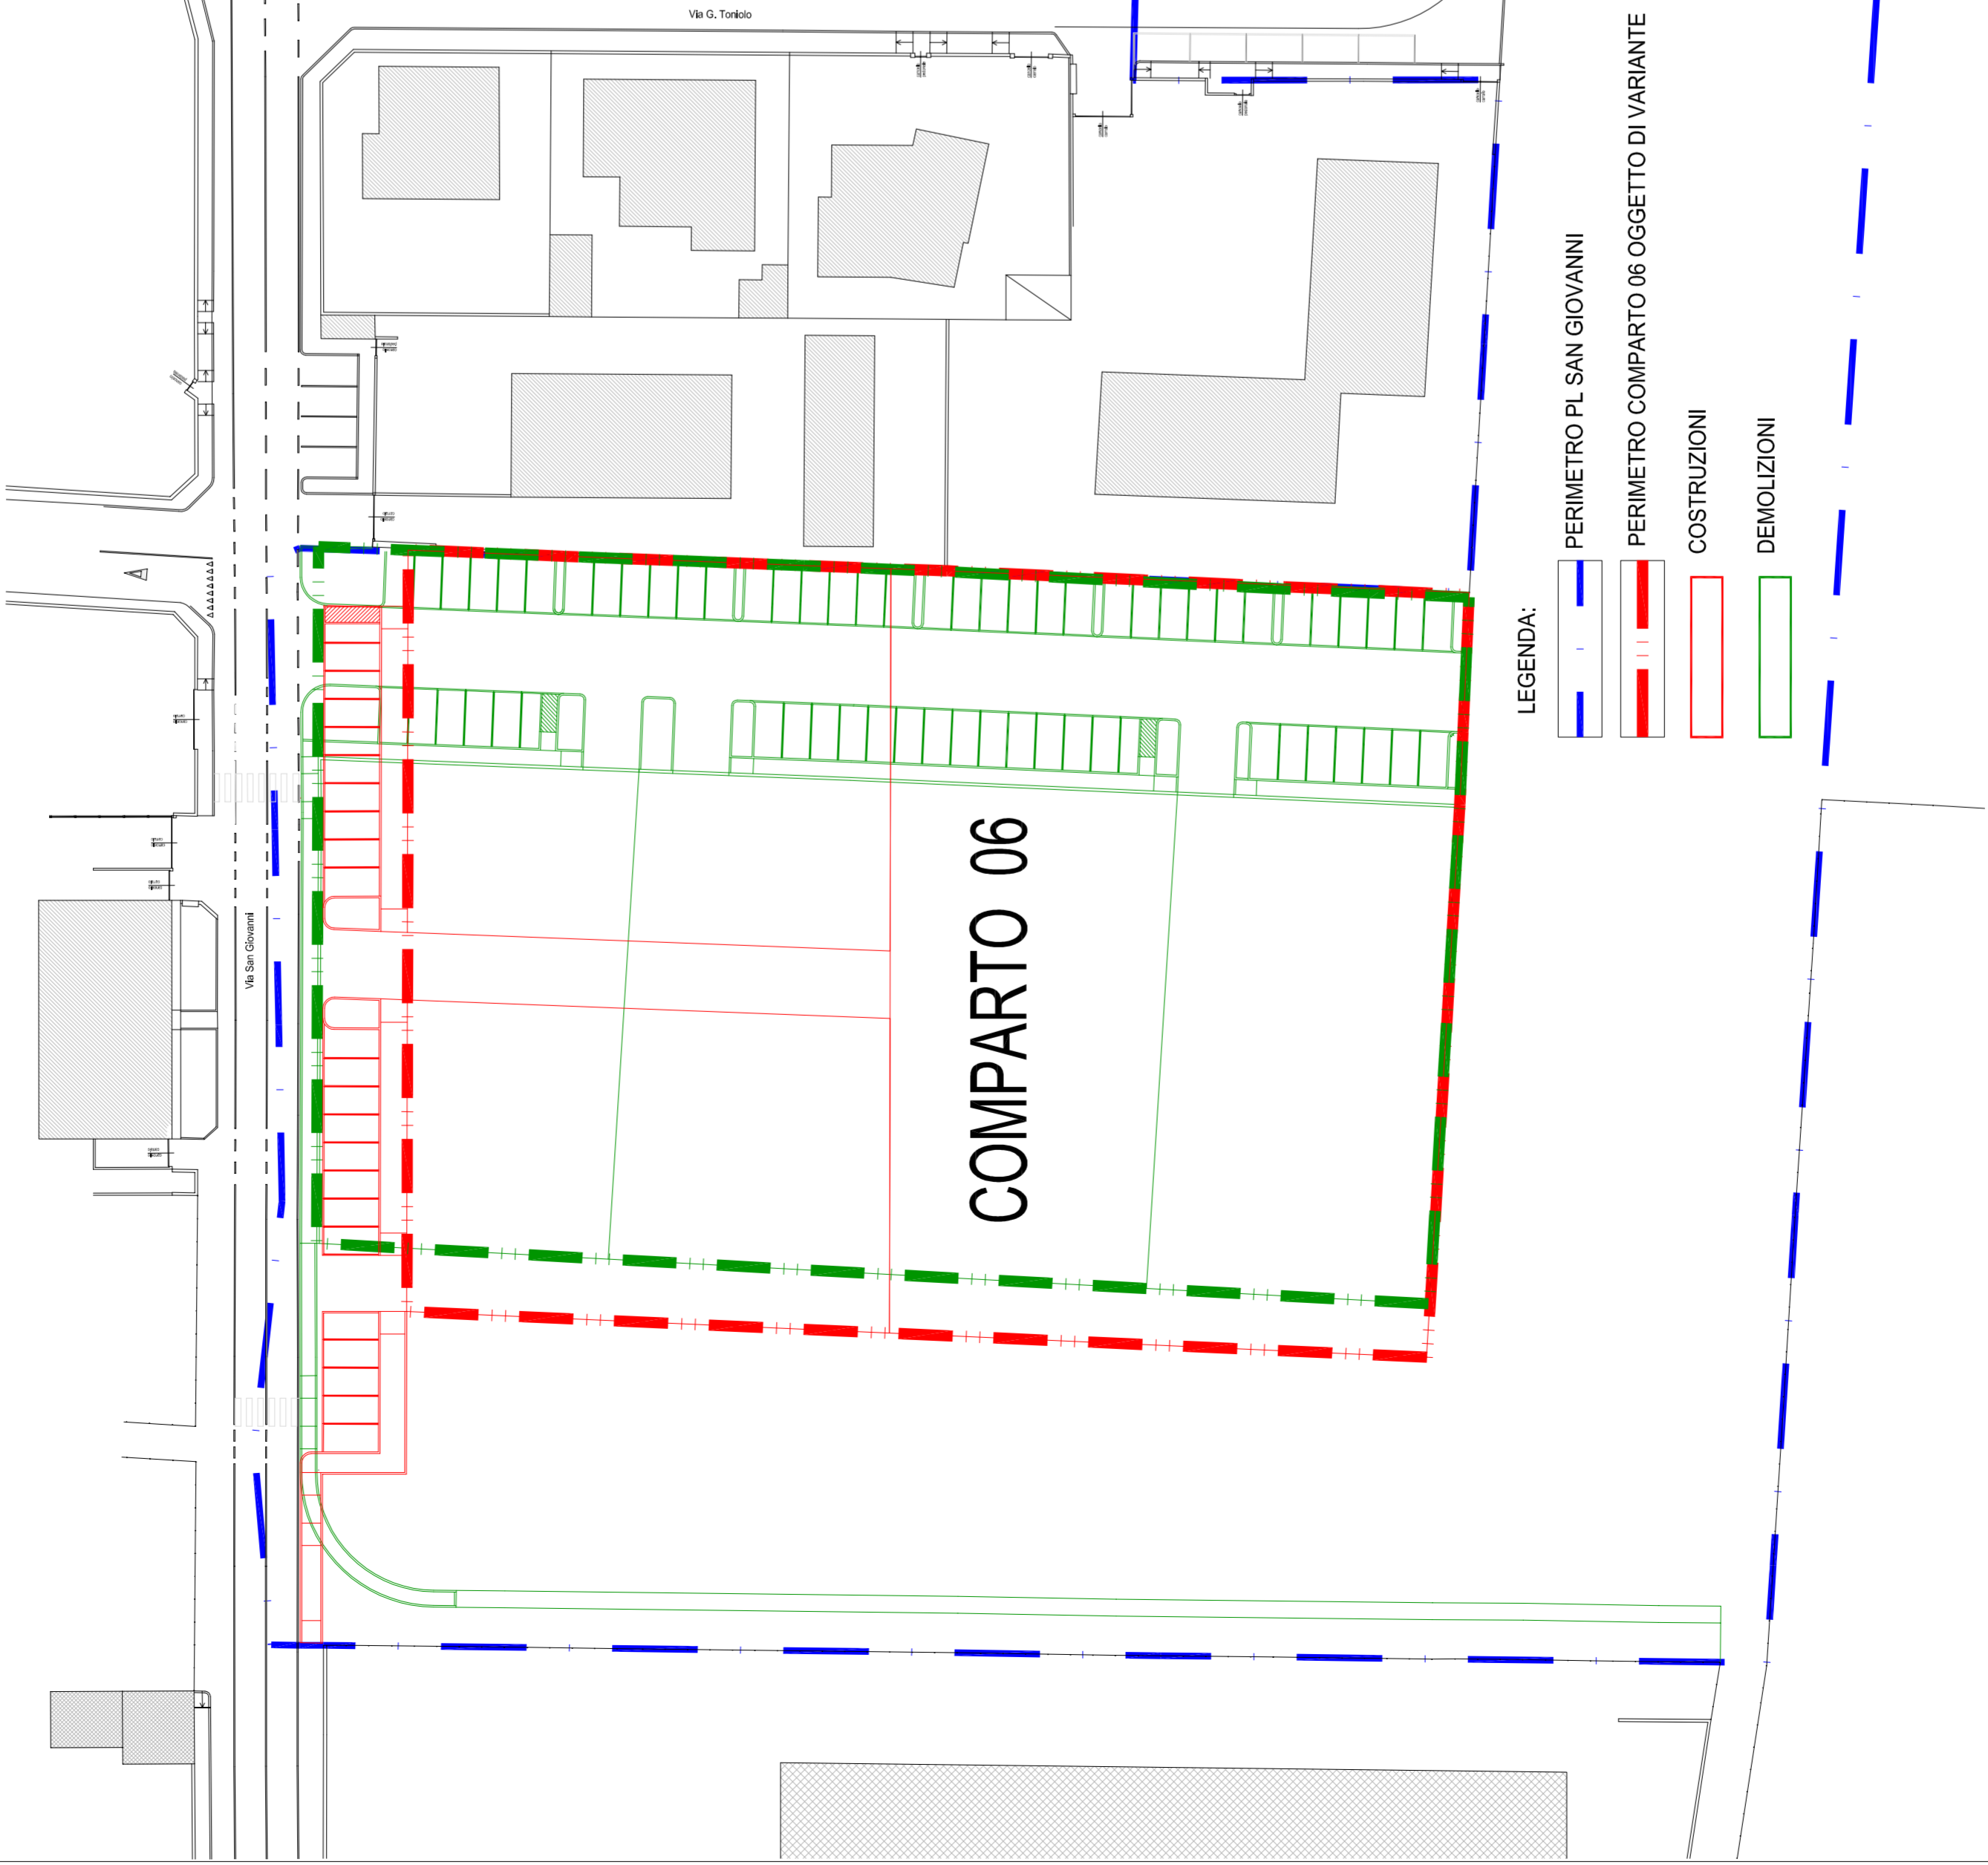 Via G. Toniolo
Via San Giovanni
COMPARTO 06
LEGENDA:
PERIMETRO PL SAN GIOVANNI
PERIMETRO COMPARTO 06 OGGETTO DI VARIANTE
COSTRUZIONI
DEMOLIZIONI